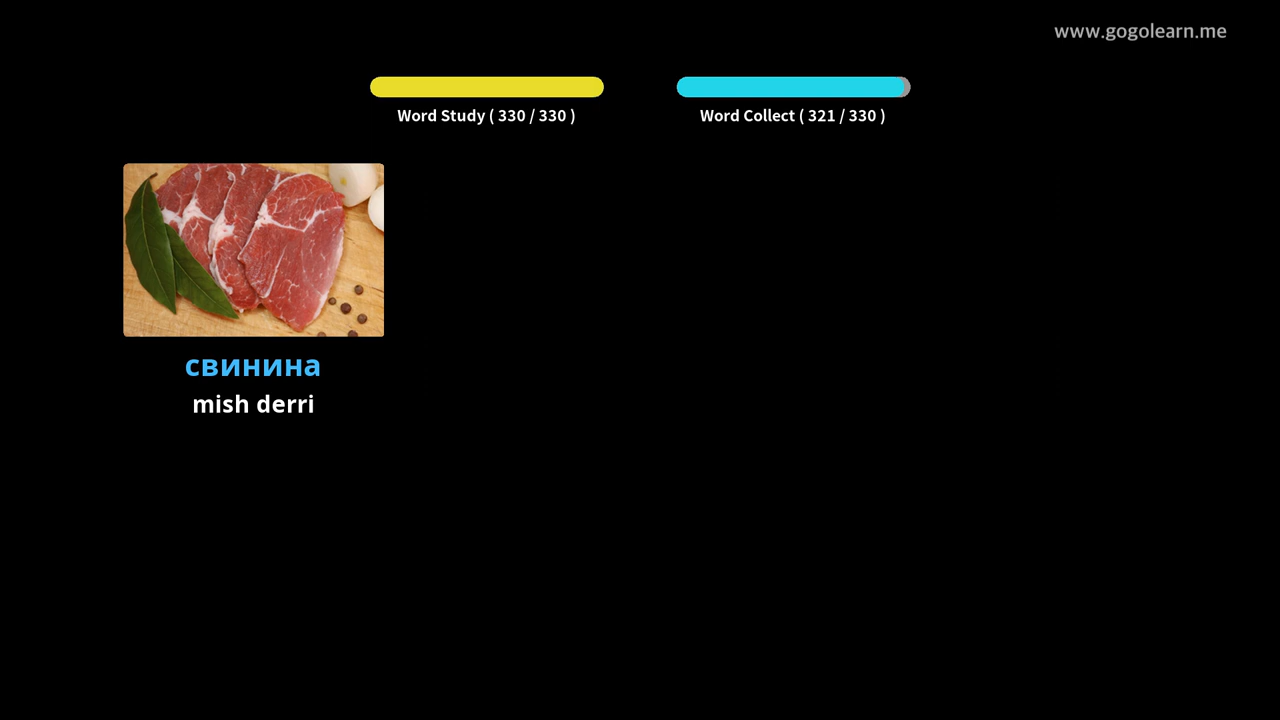 www.gogolearn.me
Word Study ( 330 / 330 )
Word Collect ( 321 / 330 )
свинина
mish derri